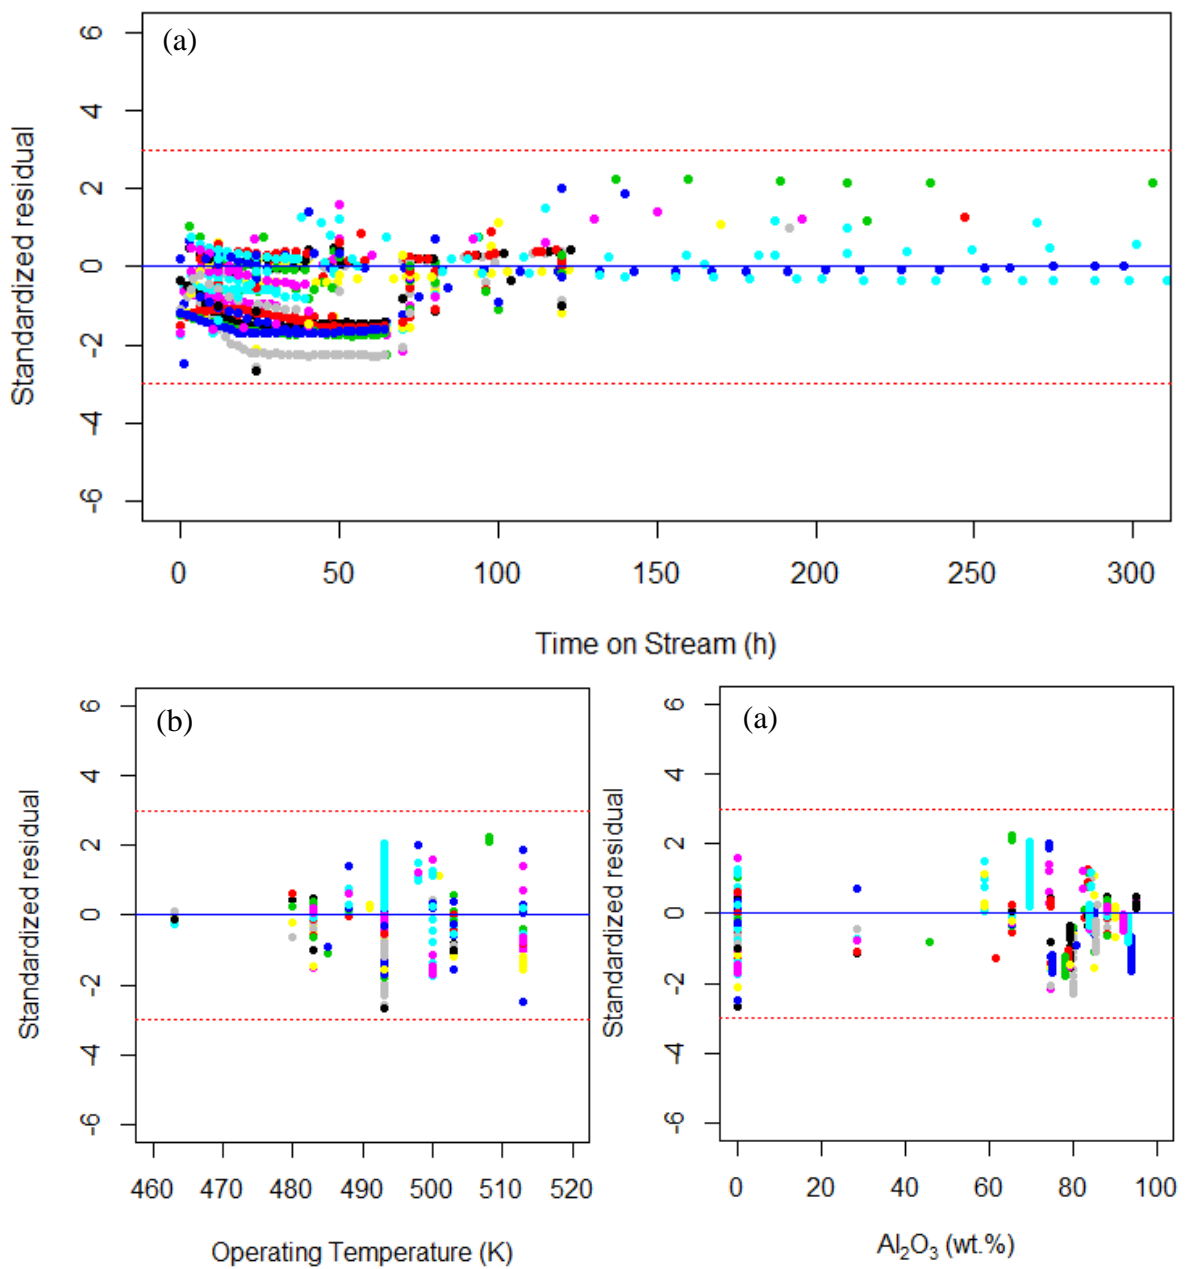 (a)
Standardized residual
6
4
2
0
-2
-4
-6
0 50 100 150 200 250 300
Time on Stream (h)
(b)
Standardized residual
6
4
2
0
-2
-4
-6
460 470 480 490 500 510 520
Operating Temperature (K)
(a)
Standardized residual
6
4
2
0
-2
-4
-6
0 20 40 60 80 100
Al₂O₃ (wt.%)